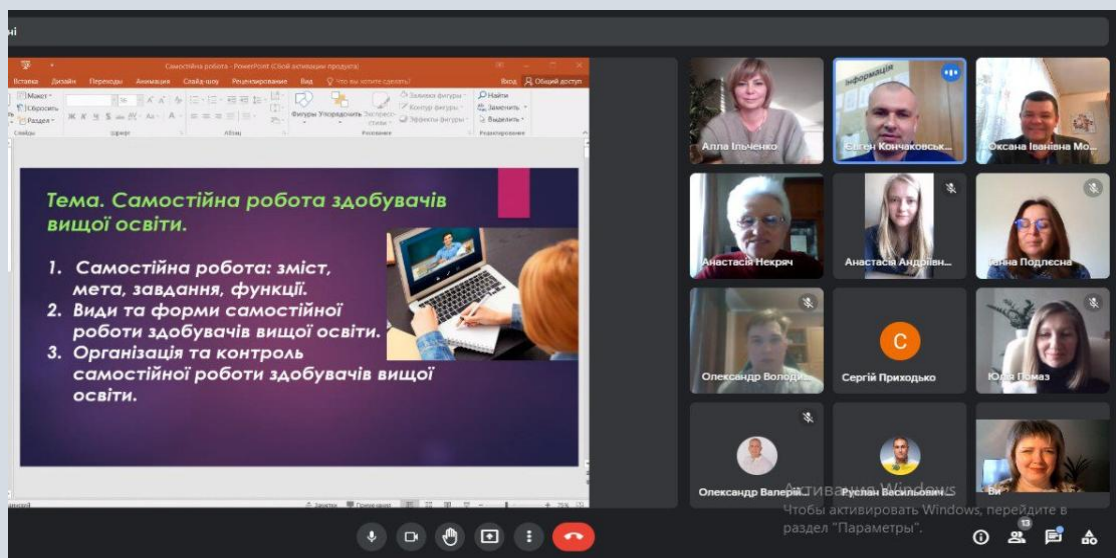 ні
Самостійна робота - PowerPoint (Сбой активации продукта)
Вставка Дизайн Переходы Анимация Слайд-шоу Рецензирование Вид Что вы хотите сделать? Вход Общий доступ
Макет
Сбросить
Раздел
Слайды Шрифт Абзац
Фигуры Упорядочить Экспресс-стили
Заливка фигуры
Контур фигуры
Эффекты фигуры
Рисование
Найти
Заменить
Выделить
Редактирование
Тема. Самостійна робота здобувачів
вищої освіти.
1. Самостійна робота: зміст,
мета, завдання, функції.
2. Види та форми самостійної
роботи здобувачів вищої освіти.
3. Організація та контроль
самостійної роботи здобувачів вищої
освіти.
Заметки Примечания 75%
Інформація
Алла Ільченко
Євген Кончаковськ...
Оксана Іванівна Мо...
Анастасія Некряч
Анастасія Андріївн...
Олександр Володи...
С
Сергій Приходько
Юлія Помаз
Олександр Валерій...
Руслан Васильович...
Ви
Активация Windows
Чтобы активировать Windows, перейдите в
раздел "Параметры".
13